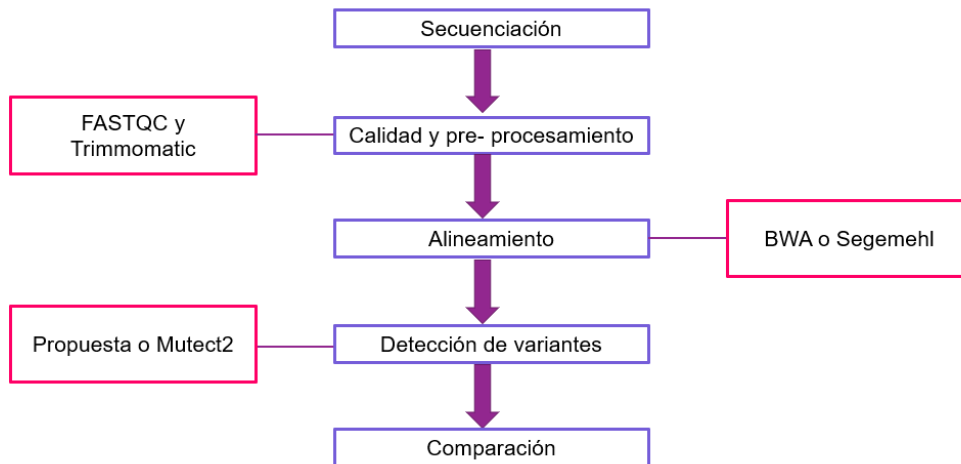 Secuenciación
FASTQC y
Trimmomatic
Calidad y pre- procesamiento
Alineamiento
BWA o Segemehl
Propuesta o Mutect2
Detección de variantes
Comparación